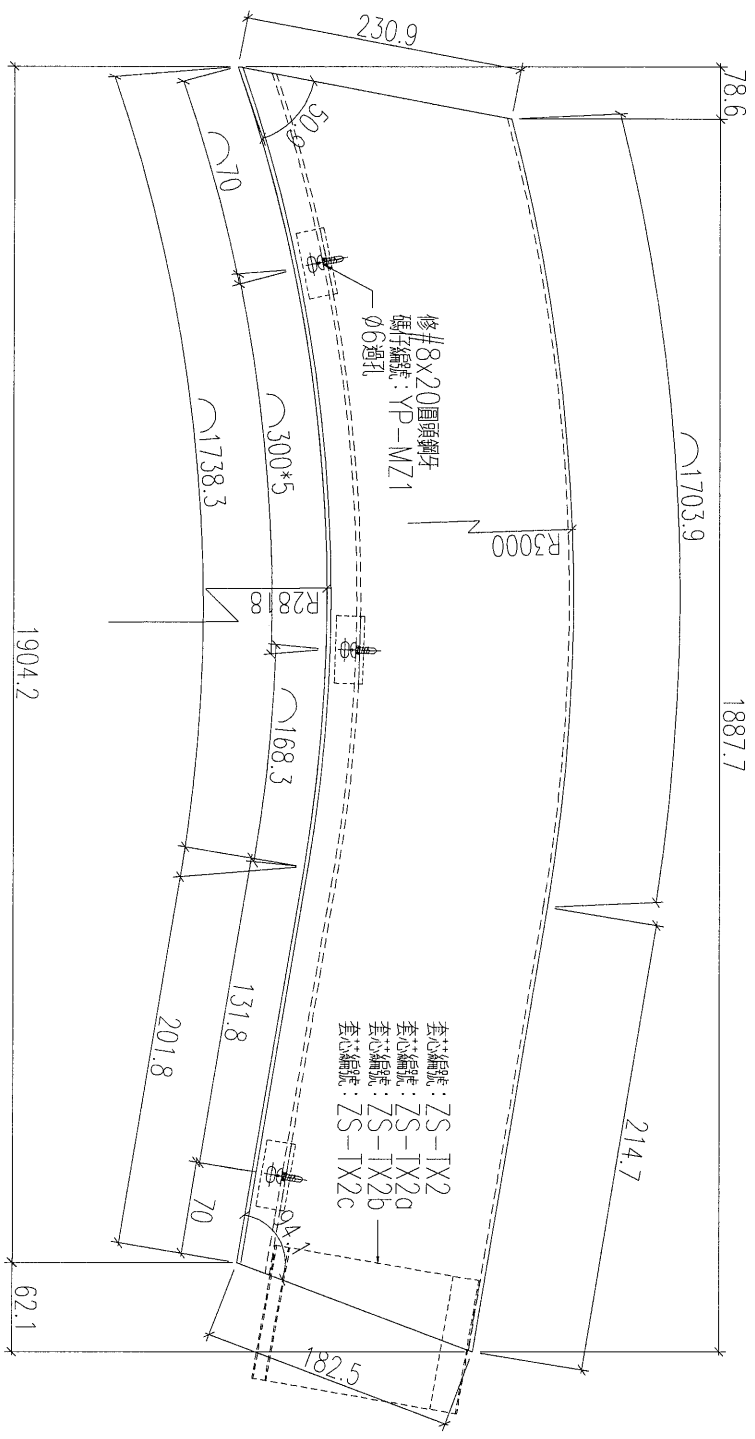 230.9
78.6
50.9
⌒70
修#8x20圓頭鋼牙
碼仔編號：YP-MZ1
Ø6過孔
⌒300*5
⌒1738.3
⌒1703.9
R3000
R2818
1904.2
1887.7
⌒168.3
131.8
201.8
套芯編號：ZS-TX2
套芯編號：ZS-TX2a
套芯編號：ZS-TX2b
套芯編號：ZS-TX2c
214.7
70
94.1
62.1
182.5